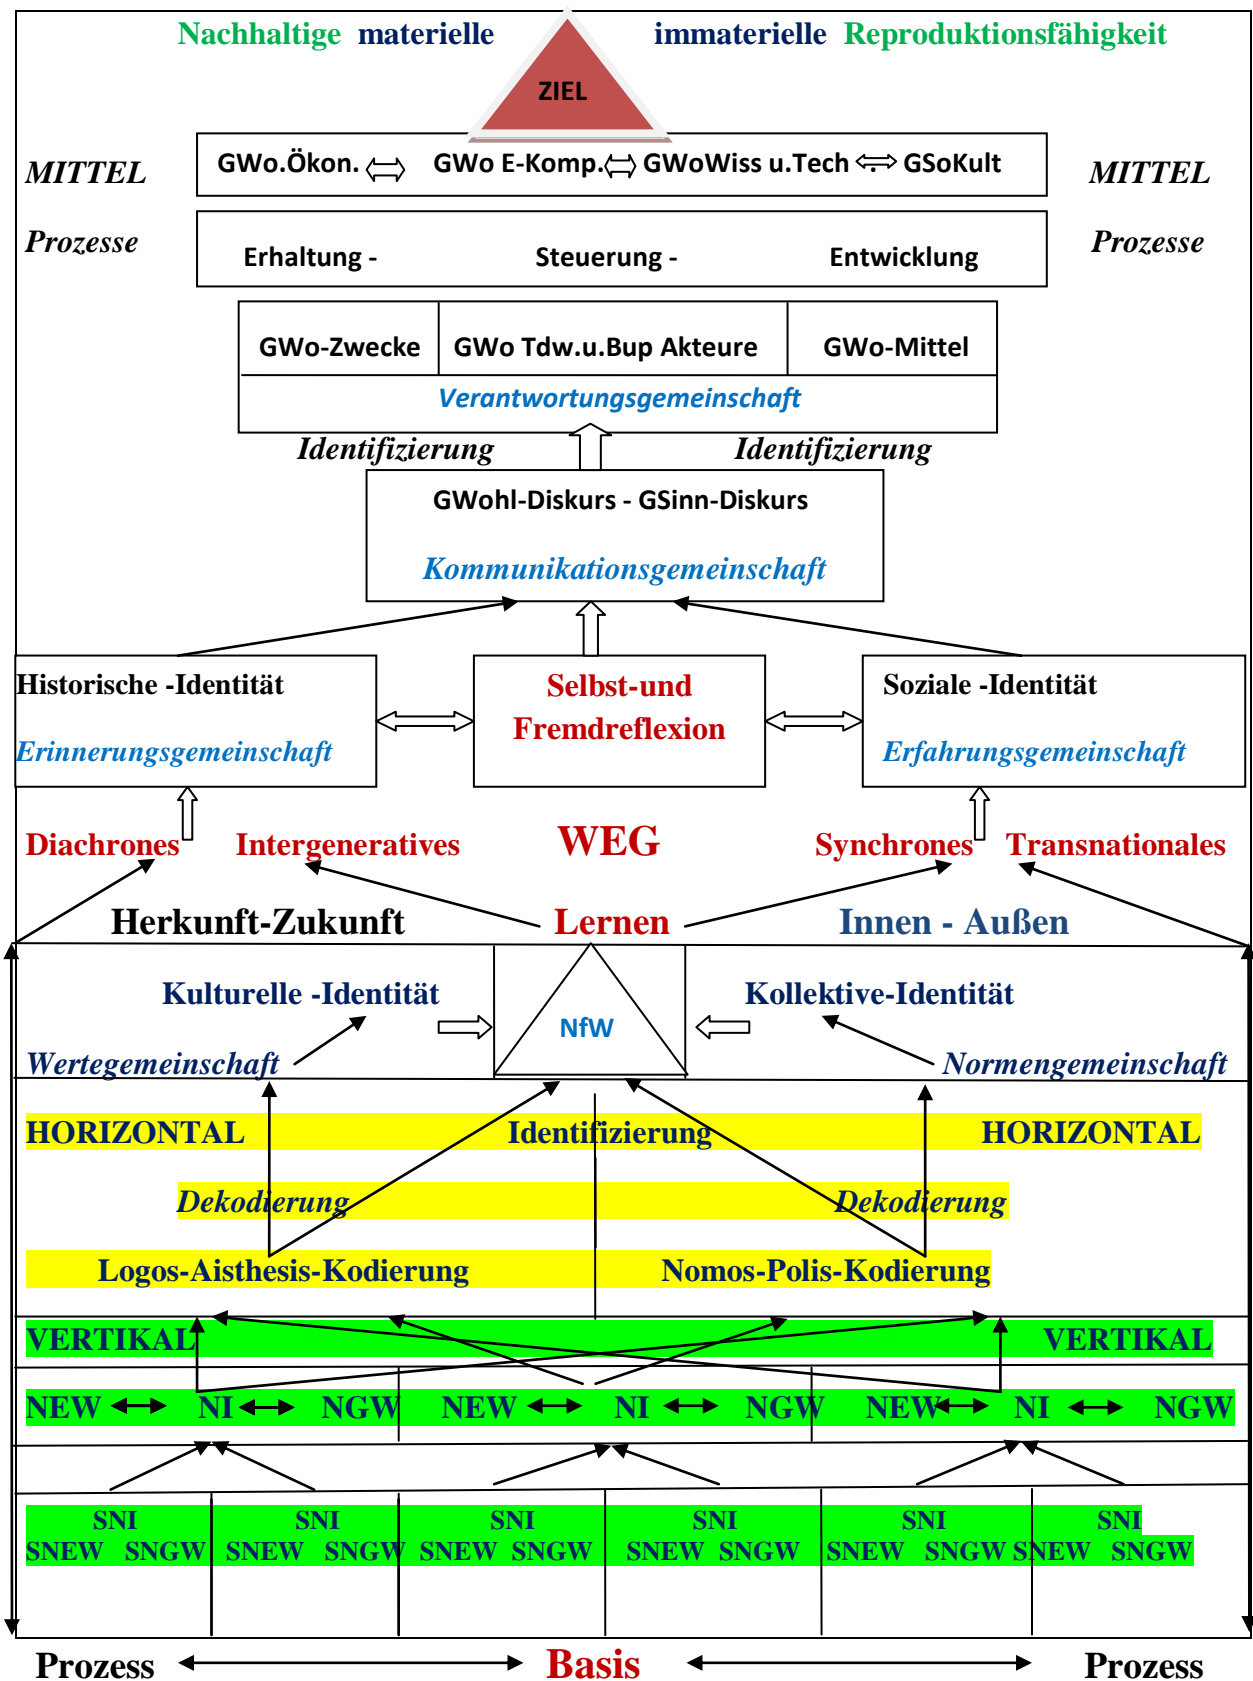 Nachhaltige materielle immaterielle Reproduktionsfähigkeit
ZIEL
MITTEL GWo.Ökon. GWo E-Komp. GWoWiss u.Tech GSoKult MITTEL
Prozesse Erhaltung - Steuerung - Entwicklung Prozesse
GWo-Zwecke GWo Tdw.u.Bup Akteure GWo-Mittel
Verantwortungsgemeinschaft
Identifizierung Identifizierung
GWohl-Diskurs - GSinn-Diskurs
Kommunikationsgemeinschaft
Historische -Identität Selbst-und Soziale -Identität
Fremdreflexion
Erinnerungsgemeinschaft Erfahrungsgemeinschaft
Diachrones Intergeneratives WEG Synchrones Transnationales
Herkunft-Zukunft Lernen Innen - Außen
Kulturelle -Identität Kollektive-Identität
NfW
Wertegemeinschaft Normengemeinschaft
HORIZONTAL Identifizierung HORIZONTAL
Dekodierung Dekodierung
Logos-Aisthesis-Kodierung Nomos-Polis-Kodierung
VERTIKAL VERTIKAL
NEW NI NGW NEW NI NGW NEW NI NGW
SNI SNI SNI SNI SNI SNI
SNEW SNGW SNEW SNGW SNEW SNGW SNEW SNGW SNEW SNGW SNEW SNGW
Prozess Basis Prozess